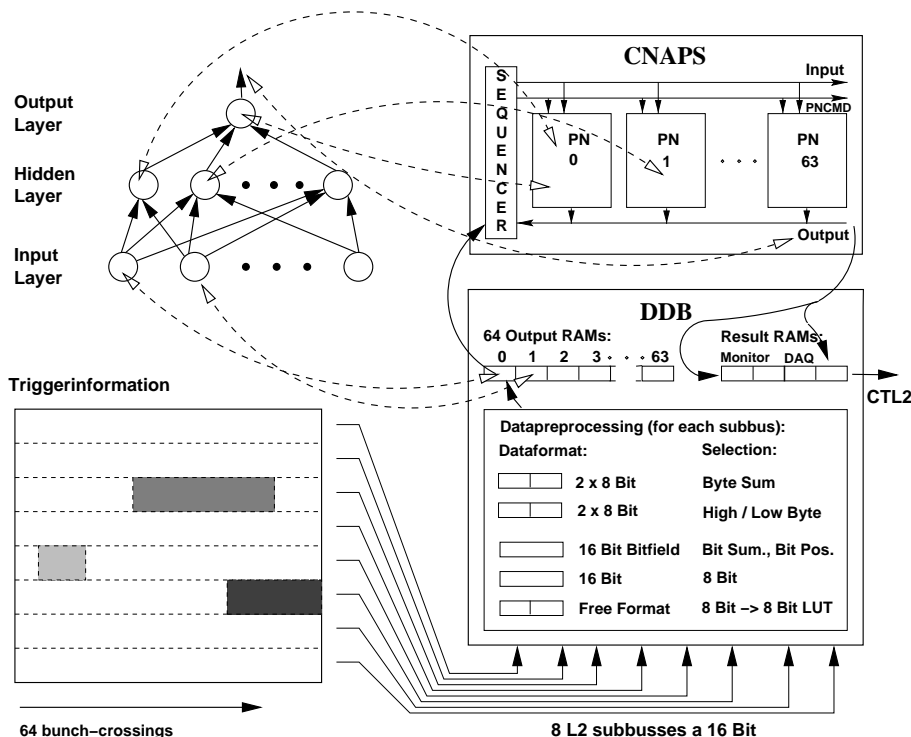 CNAPS
SEQUENCER
Input
PNCMD
PN 0
PN 1
PN 63
Output
Output Layer
Hidden Layer
Input Layer
DDB
64 Output RAMs:
0 1 2 3 63
Result RAMs:
Monitor DAQ
CTL2
Triggerinformation
Datapreprocessing (for each subbus):
Dataformat: Selection:
2 x 8 Bit Byte Sum
2 x 8 Bit High / Low Byte
16 Bit Bitfield Bit Sum., Bit Pos.
16 Bit 8 Bit
Free Format 8 Bit −> 8 Bit LUT
64 bunch−crossings
8 L2 subbusses a 16 Bit